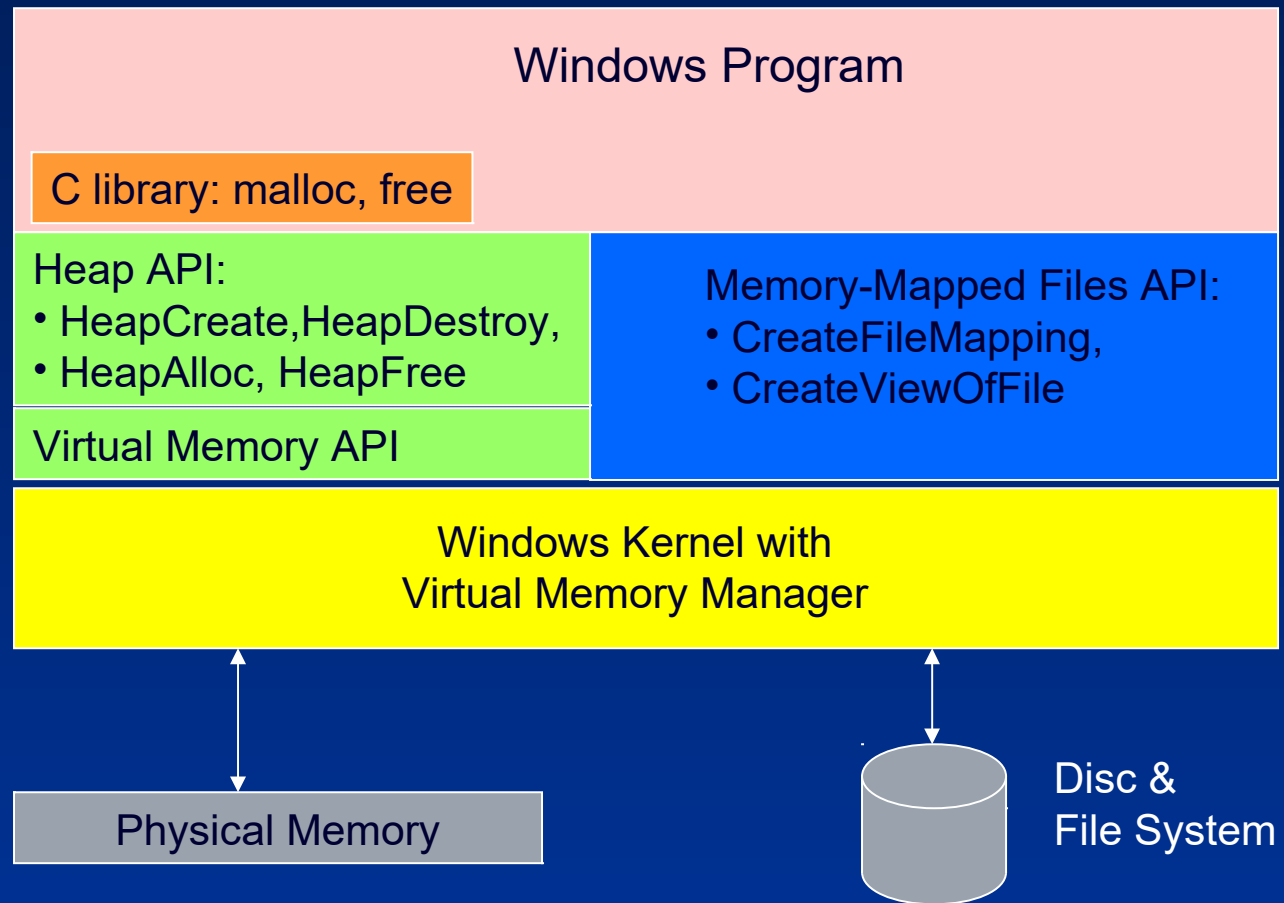 Windows Program
C library: malloc, free
Heap API:
• HeapCreate,HeapDestroy,
• HeapAlloc, HeapFree
Virtual Memory API
Memory-Mapped Files API:
• CreateFileMapping,
• CreateViewOfFile
Windows Kernel with
Virtual Memory Manager
Physical Memory
Disc &
File System